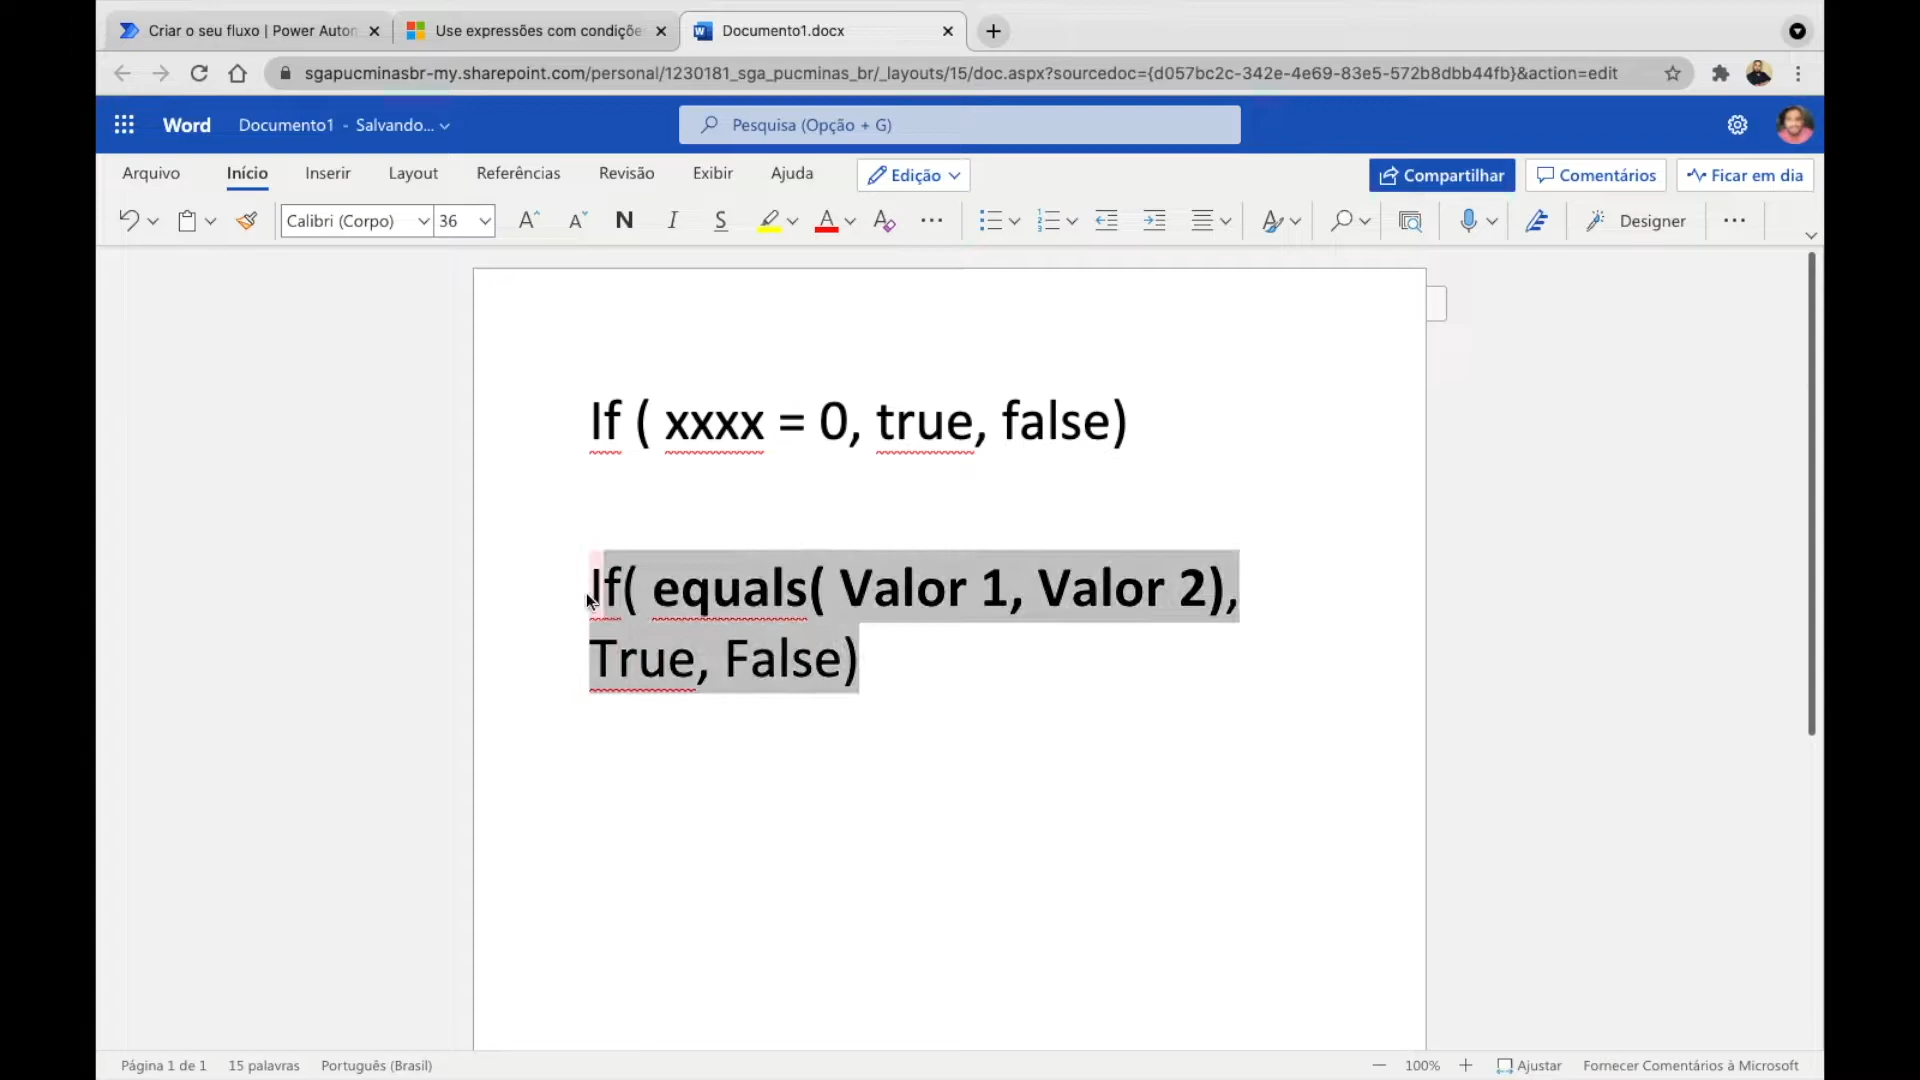 Criar o seu fluxo | Power Autom
Use expressões com condiçõe
Documento1.docx
sgapucminasbr-my.sharepoint.com/personal/1230181_sga_pucminas_br/_layouts/15/doc.aspx?sourcedoc={d057bc2c-342e-4e69-83e5-572b8dbb44fb}&action=edit
Word Documento1 - Salvando... Pesquisa (Opção + G)
Arquivo Início Inserir Layout Referências Revisão Exibir Ajuda Edição Compartilhar Comentários Ficar em dia
Calibri (Corpo) 36 N I S Designer
If ( xxxx = 0, true, false)
If( equals( Valor 1, Valor 2),
True, False)
Página 1 de 1 15 palavras Português (Brasil) 100% Ajustar Fornecer Comentários à Microsoft